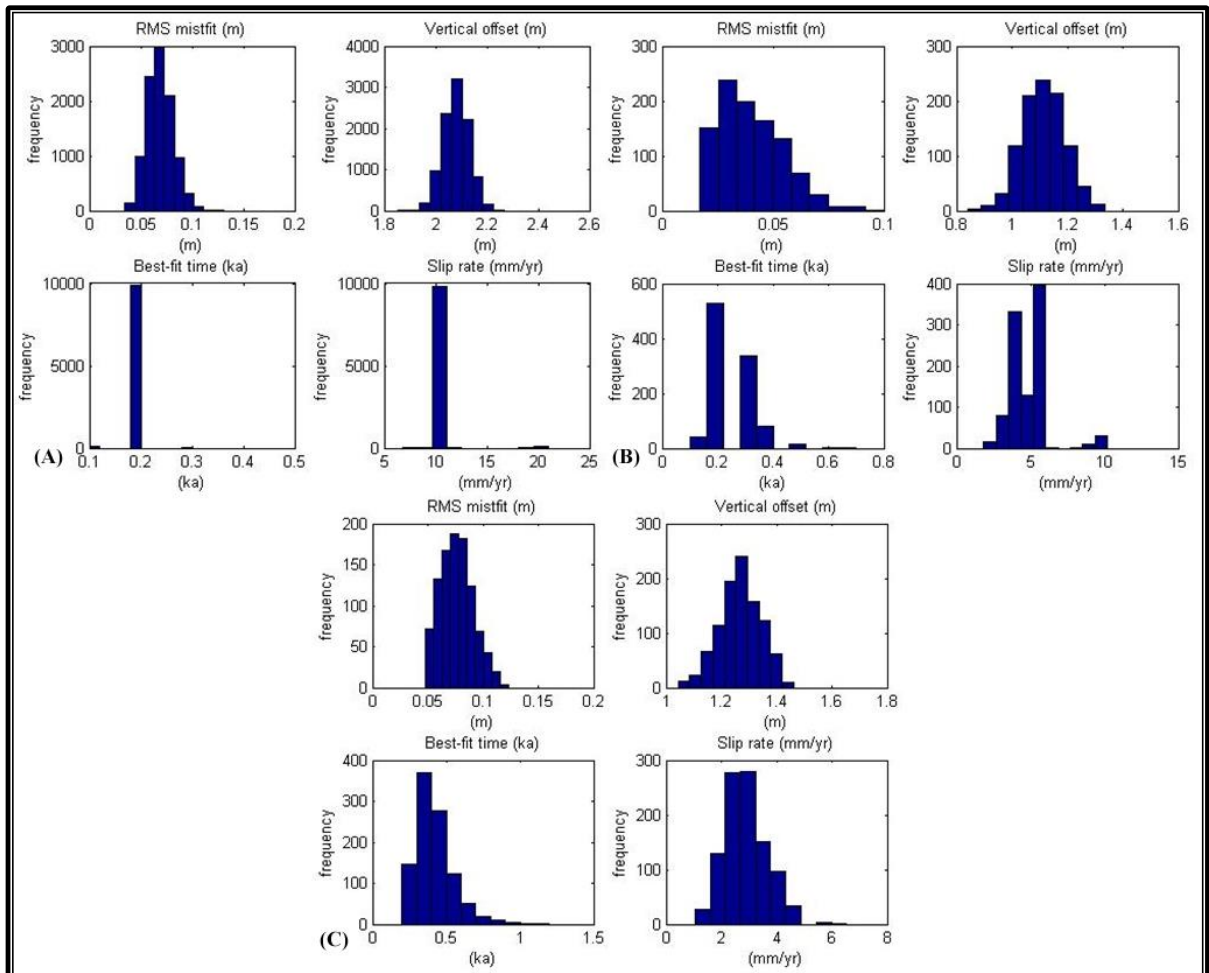 RMS mistfit (m)
3000
2000
1000
0
frequency
0 0.05 0.1 0.15 0.2
(m)
Vertical offset (m)
4000
3000
2000
1000
0
frequency
1.8 2 2.2 2.4 2.6
(m)
RMS mistfit (m)
300
200
100
0
frequency
0 0.05 0.1
(m)
Vertical offset (m)
300
200
100
0
frequency
0.8 1 1.2 1.4 1.6
(m)
Best-fit time (ka)
10000
5000
0
frequency
(A)
0.1 0.2 0.3 0.4 0.5
(ka)
Slip rate (mm/yr)
10000
5000
0
frequency
5 10 15 20 25
(mm/yr)
Best-fit time (ka)
600
400
200
0
frequency
(B)
0 0.2 0.4 0.6 0.8
(ka)
Slip rate (mm/yr)
400
300
200
100
0
frequency
0 5 10 15
(mm/yr)
RMS mistfit (m)
200
150
100
50
0
frequency
0 0.05 0.1 0.15 0.2
(m)
Vertical offset (m)
300
200
100
0
frequency
1 1.2 1.4 1.6 1.8
(m)
Best-fit time (ka)
400
300
200
100
0
frequency
(C)
0 0.5 1 1.5
(ka)
Slip rate (mm/yr)
300
200
100
0
frequency
0 2 4 6 8
(mm/yr)